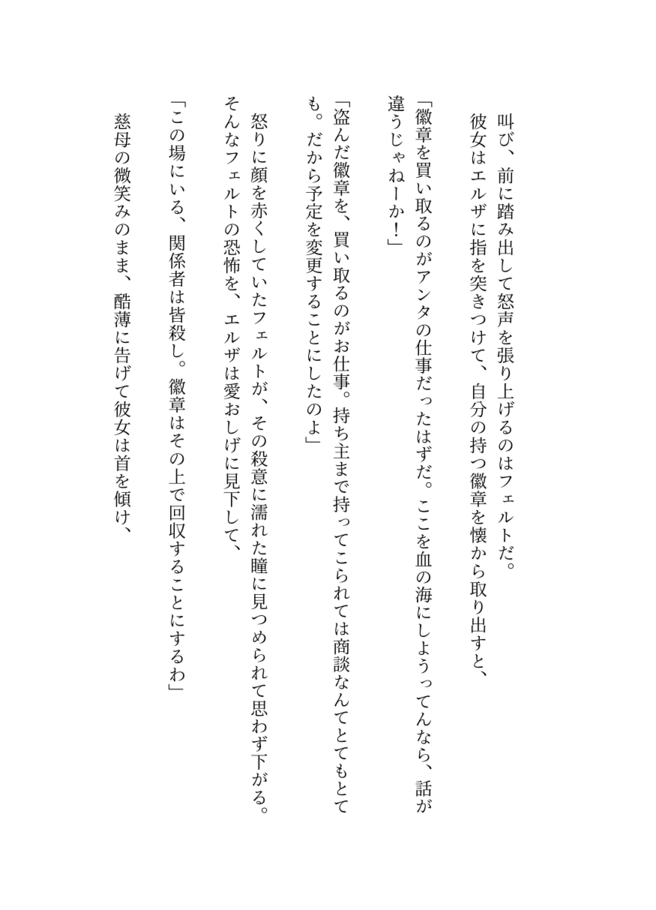 叫び、前に踏み出して怒声を張り上げるのはフェルトだ。
彼女はエルザに指を突きつけて、自分の持つ徽章を懐から取り出すと、
「徽章を買い取るのがアンタの仕事だったはずだ。ここを血の海にしようってんなら、話が
違うじゃねーか！」
「盗んだ徽章を、買い取るのがお仕事。持ち主まで持ってこられては商談なんてとてもとて
も。だから予定を変更することにしたのよ」
怒りに顔を赤くしていたフェルトが、その殺意に濡れた瞳に見つめられて思わず下がる。
そんなフェルトの恐怖を、エルザは愛おしげに見下して、
「この場にいる、関係者は皆殺し。徽章はその上で回収することにするわ」
慈母の微笑みのまま、酷薄に告げて彼女は首を傾け、